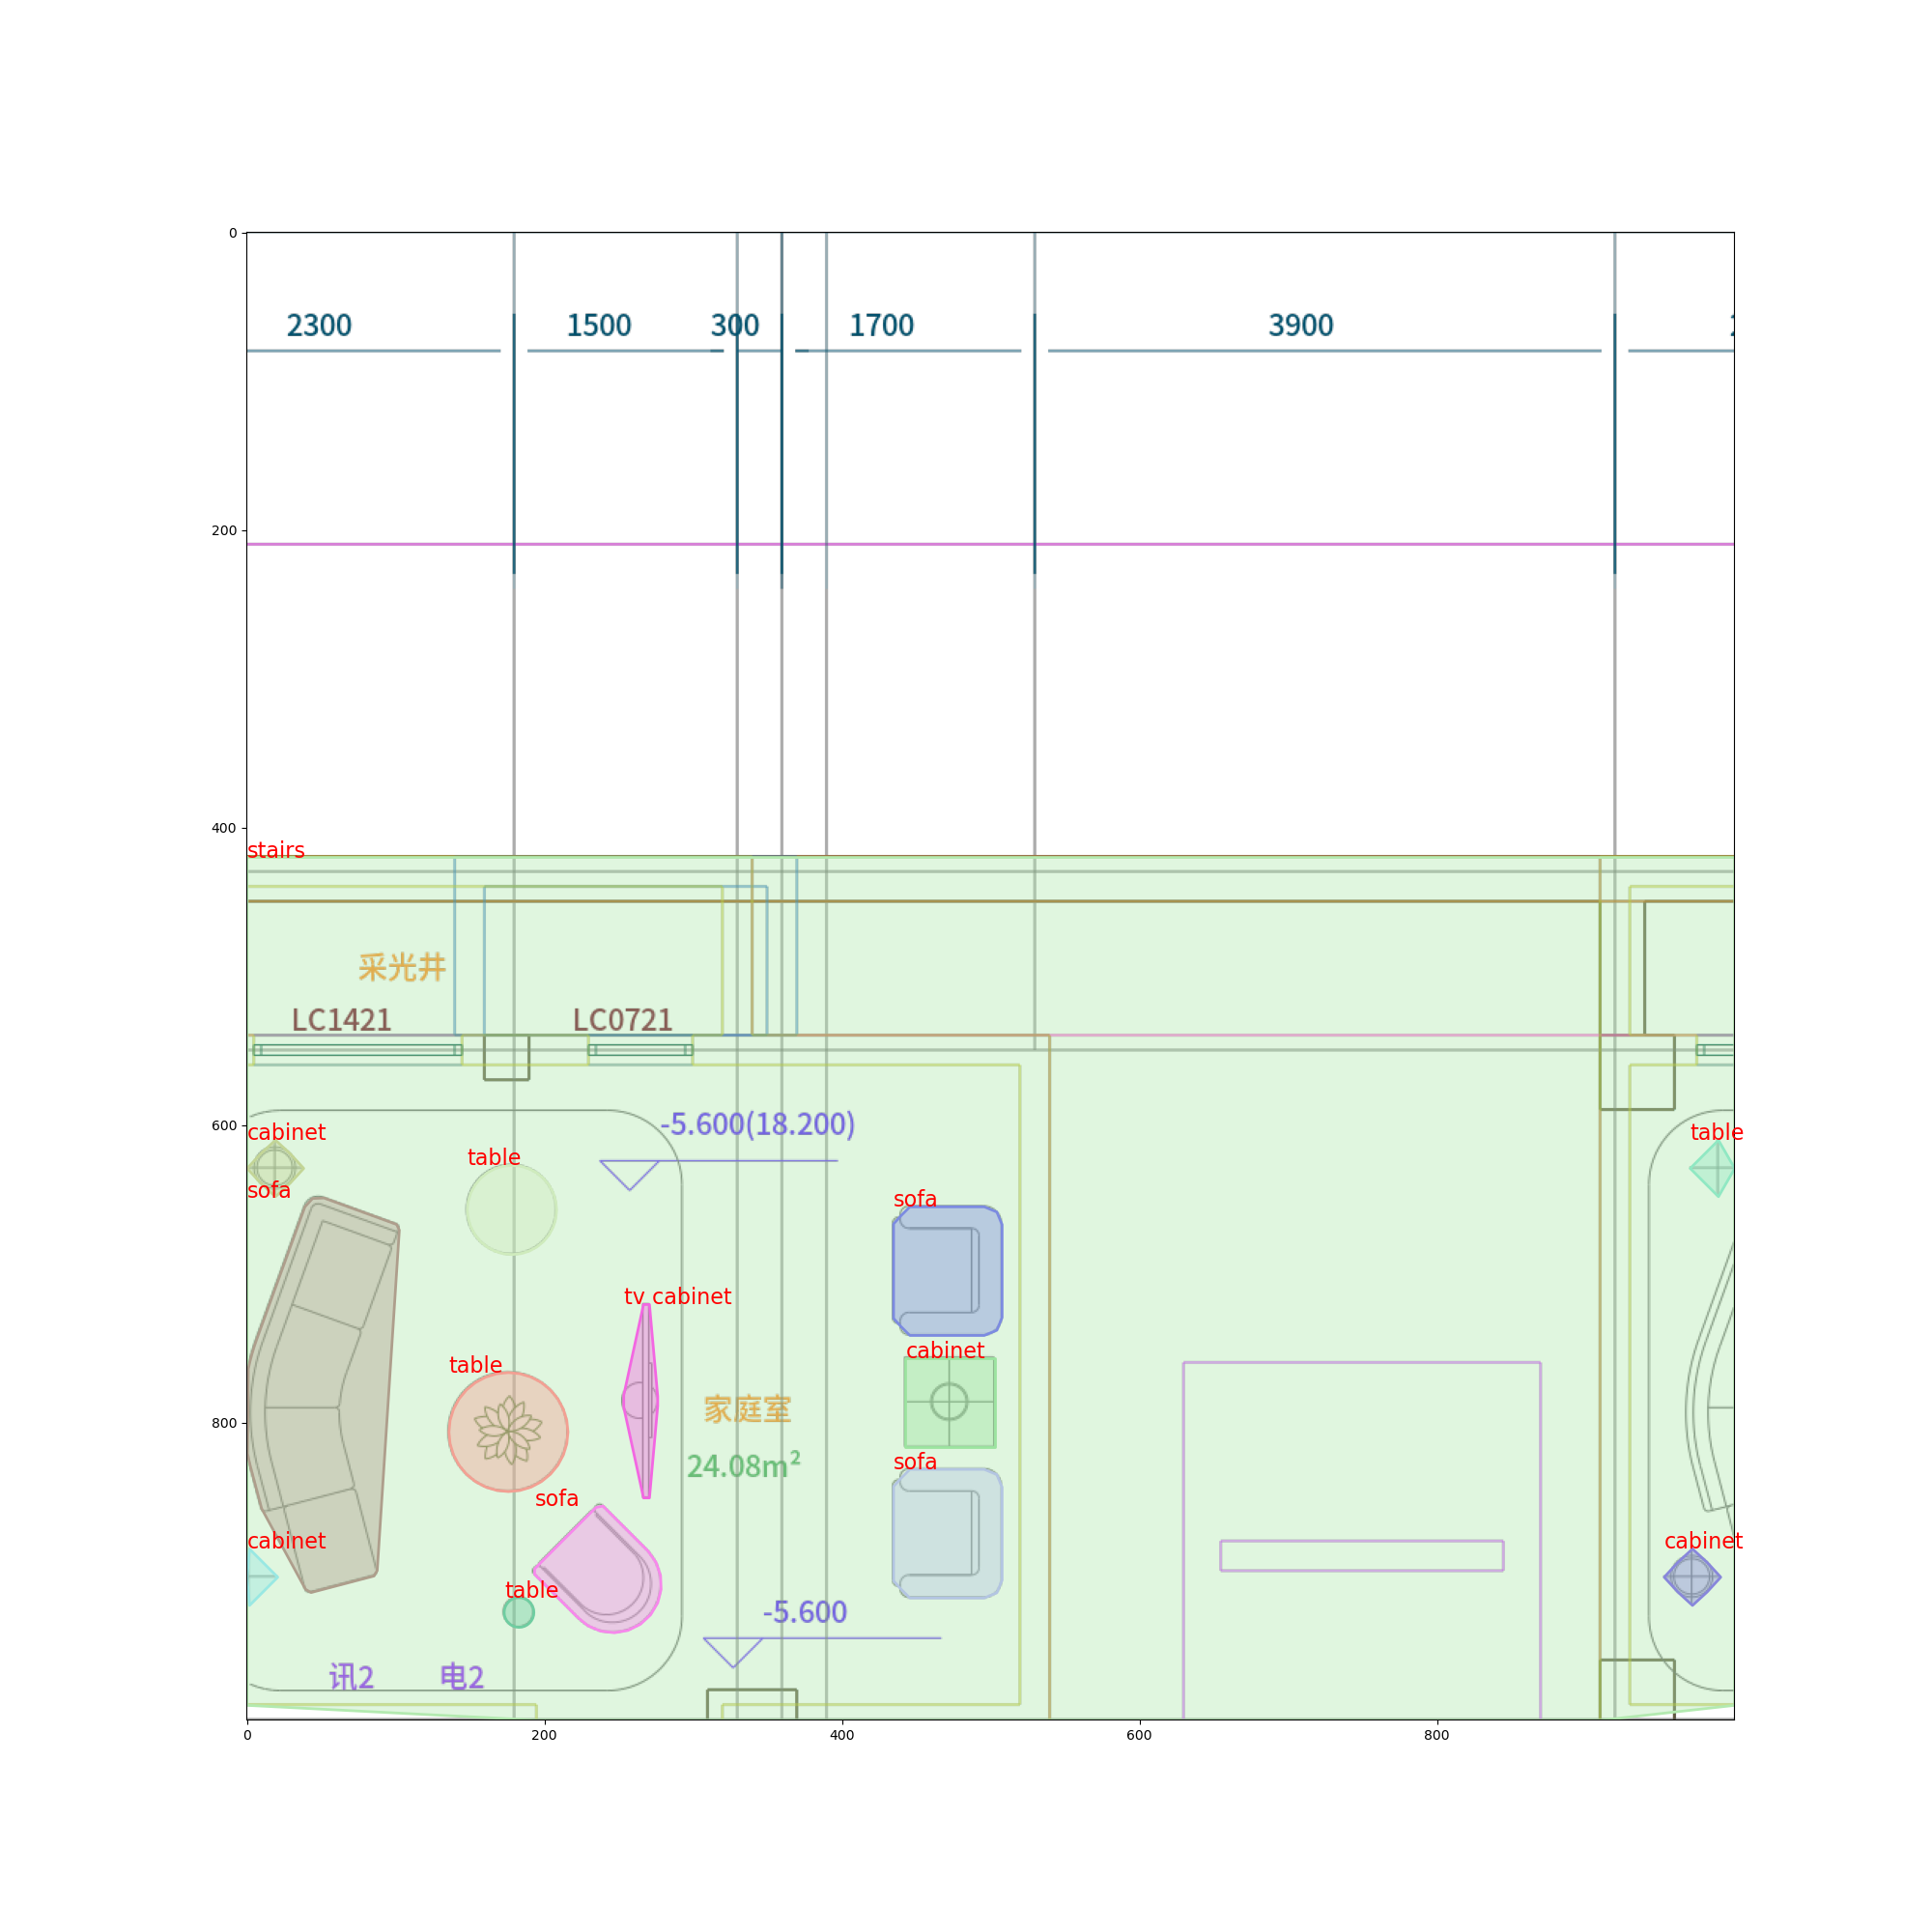 0
2300 1500 300 1700 3900
200
400
stairs
采光井
LC1421 LC0721
600
-5.600(18.200)
cabinet table
table
sofa sofa
tv cabinet
cabinet
table
家庭室
800
24.08m²
sofa
sofa
cabinet cabinet
table
-5.600
讯2 电2
0 200 400 600 800